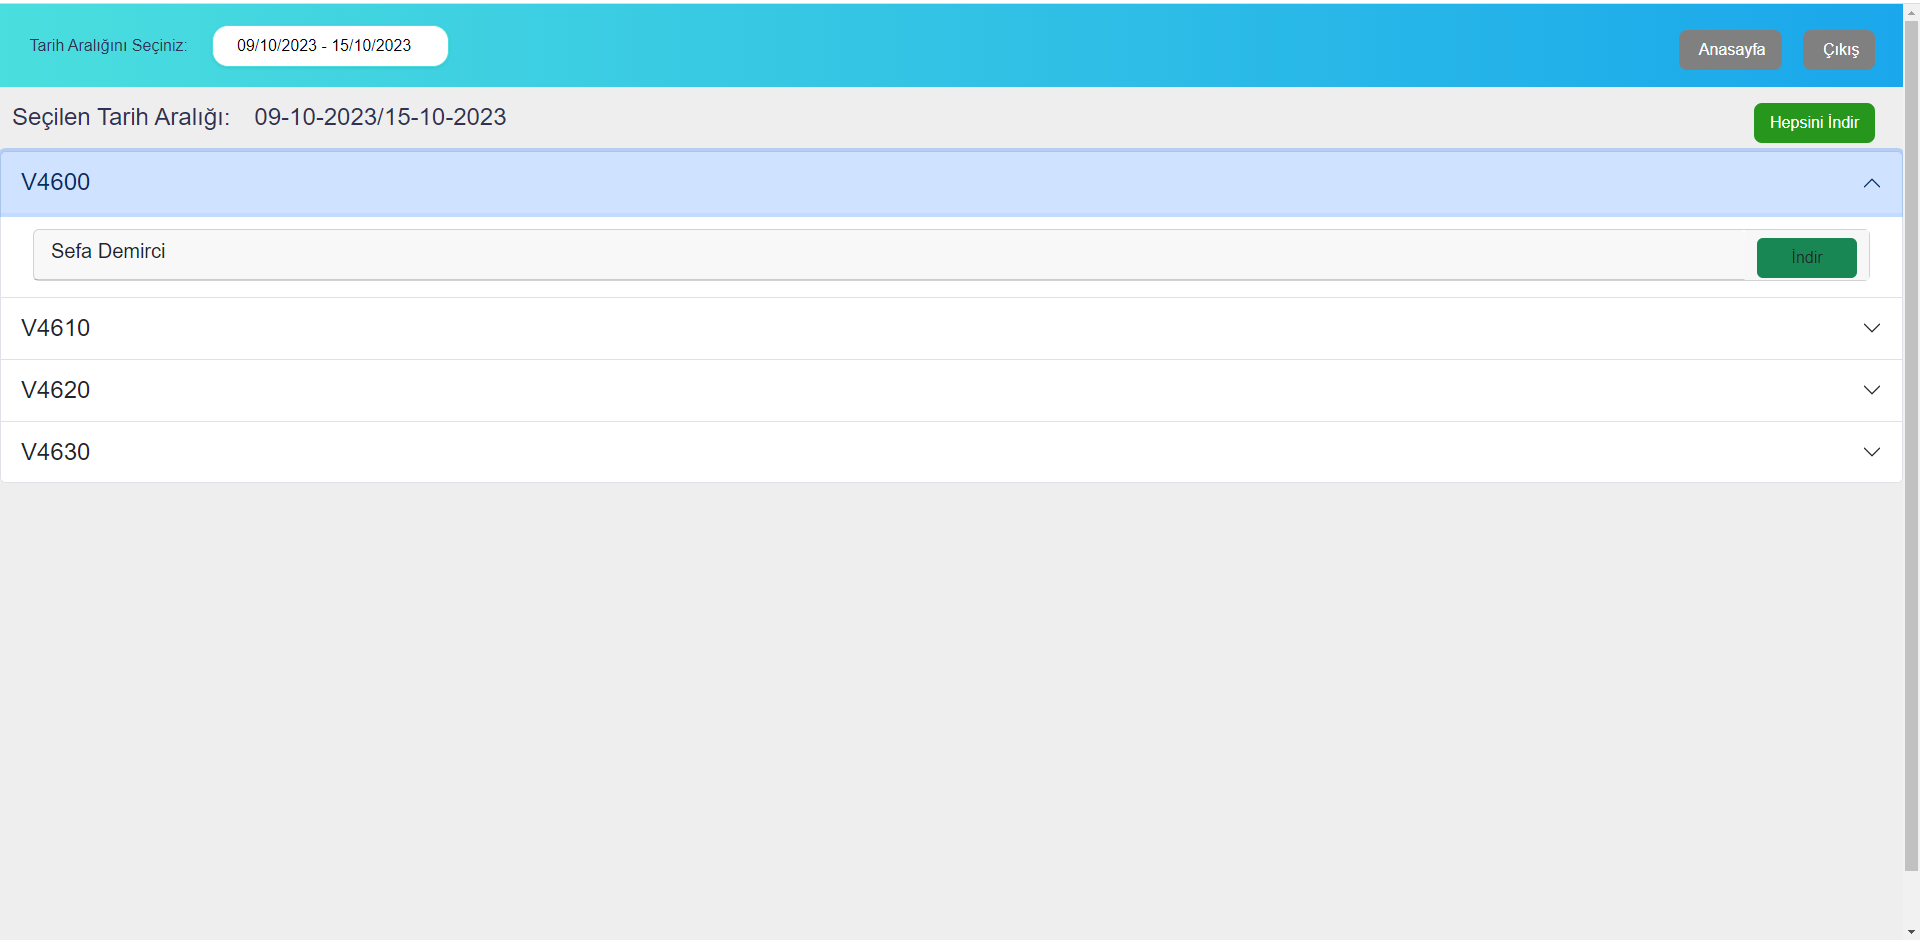 Tarih Aralığını Seçiniz: 09/10/2023 - 15/10/2023 Anasayfa Çıkış
Seçilen Tarih Aralığı: 09-10-2023/15-10-2023 Hepsini İndir
V4600
Sefa Demirci İndir
V4610
V4620
V4630